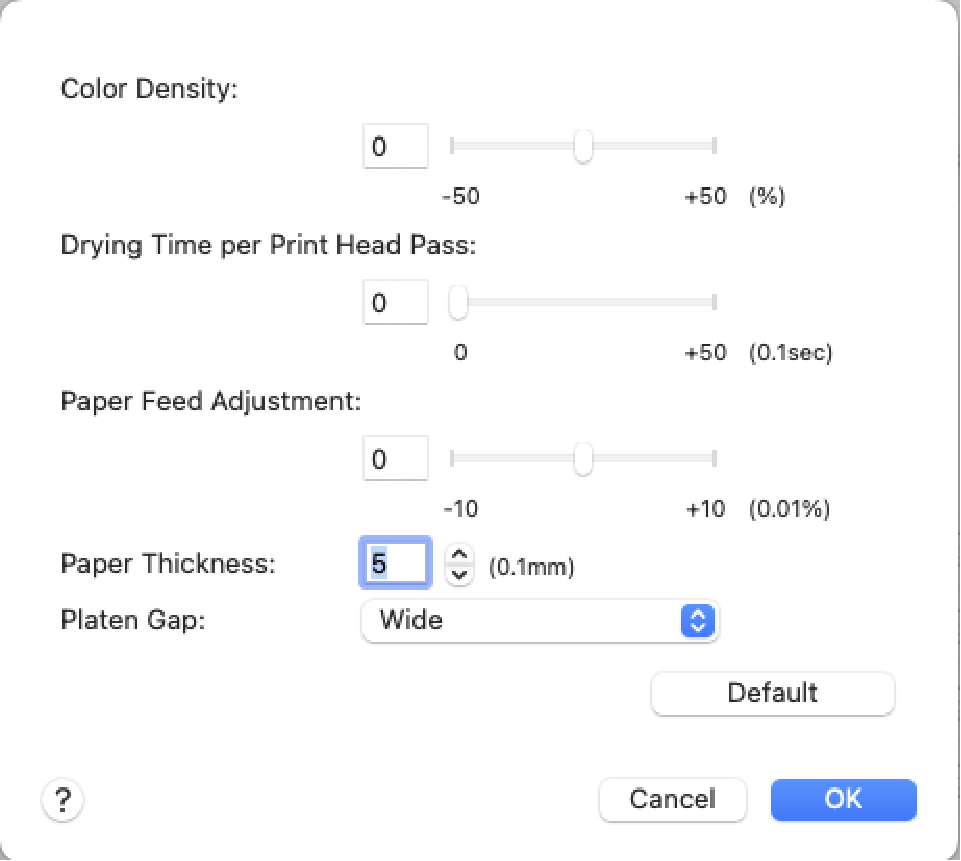 Color Density:
0
-50 +50 (%)
Drying Time per Print Head Pass:
0
0 +50 (0.1sec)
Paper Feed Adjustment:
0
-10 +10 (0.01%)
Paper Thickness: 5 (0.1mm)
Platen Gap: Wide
Default
? Cancel OK